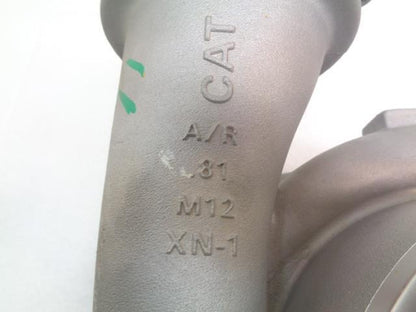 CAT
A/R
.81
M12
XN-1